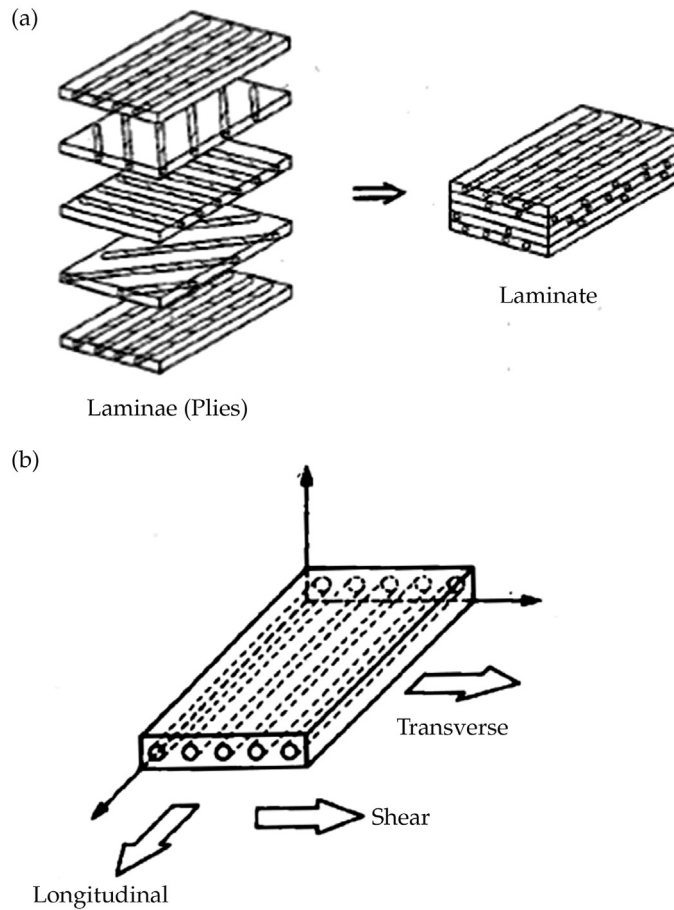 (a)
Laminate
Laminae (Plies)
(b)
Transverse
Shear
Longitudinal